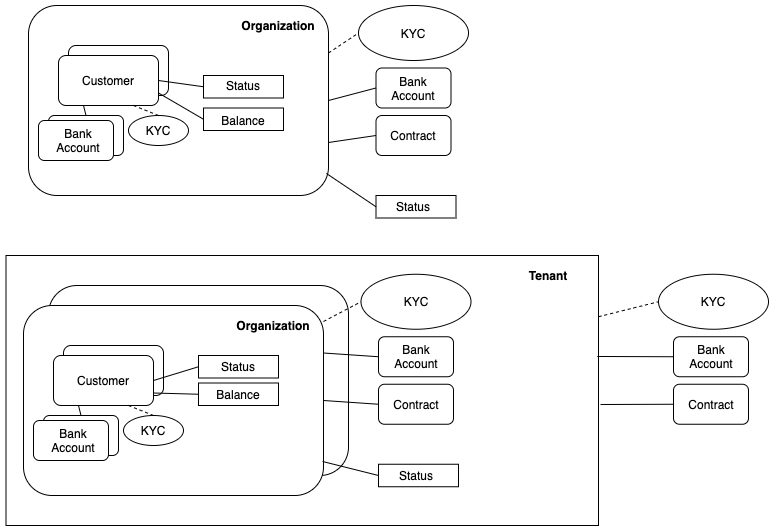 Organization
KYC
Customer
Status
Bank
Account
Balance
Bank
Account
KYC
Contract
Status
Tenant
KYC
KYC
Organization
Bank
Account
Bank
Account
Status
Customer
Balance
Contract
Contract
KYC
Bank
Account
Status